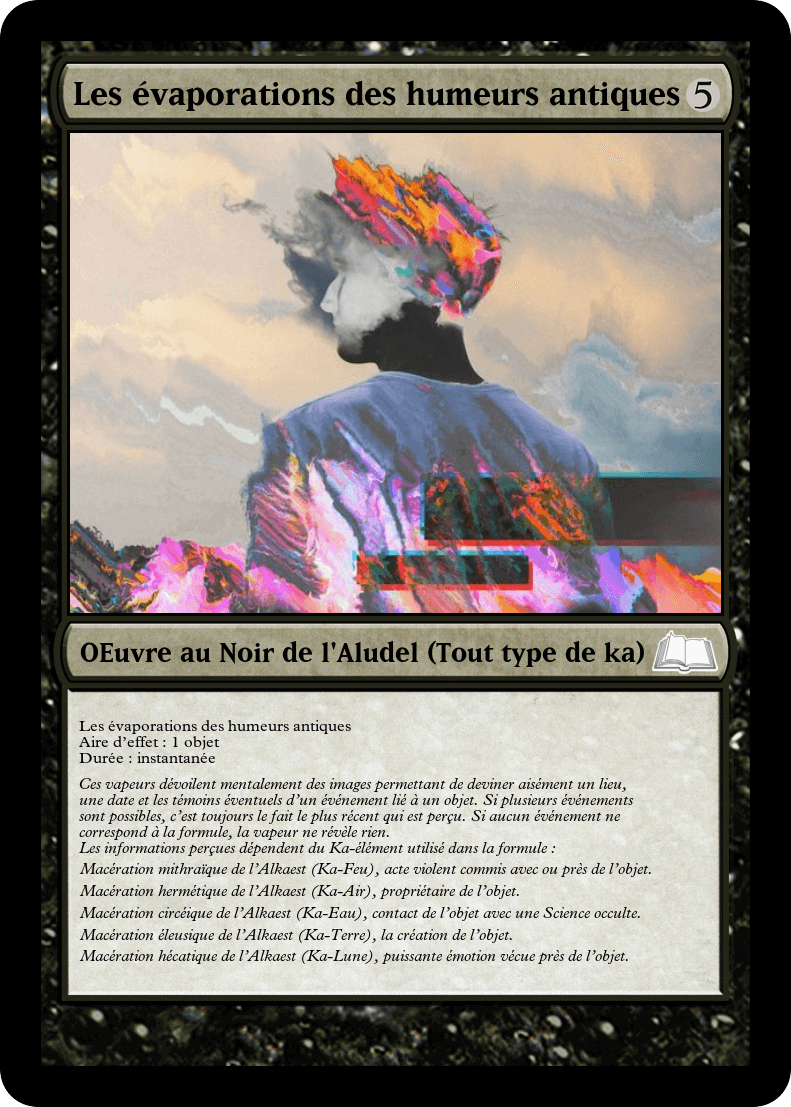 Les évaporations des humeurs antiques 5
OEuvre au Noir de l'Aludel (Tout type de ka)
Les évaporations des humeurs antiques
Aire d'effet : 1 objet
Durée : instantanée
Ces vapeurs dévoilent mentalement des images permettant de deviner aisément un lieu,
une date et les témoins éventuels d'un événement lié à un objet. Si plusieurs événements
sont possibles, c'est toujours le fait le plus récent qui est perçu. Si aucun événement ne
correspond à la formule, la vapeur ne révèle rien.
Les informations perçues dépendent du Ka-élément utilisé dans la formule :
Macération mithraïque de l'Alkaest (Ka-Feu), acte violent commis avec ou près de l'objet.
Macération hermétique de l'Alkaest (Ka-Air), propriétaire de l'objet.
Macération circéique de l'Alkaest (Ka-Eau), contact de l'objet avec une Science occulte.
Macération éleusique de l'Alkaest (Ka-Terre), la création de l'objet.
Macération hécatique de l'Alkaest (Ka-Lune), puissante émotion vécue près de l'objet.